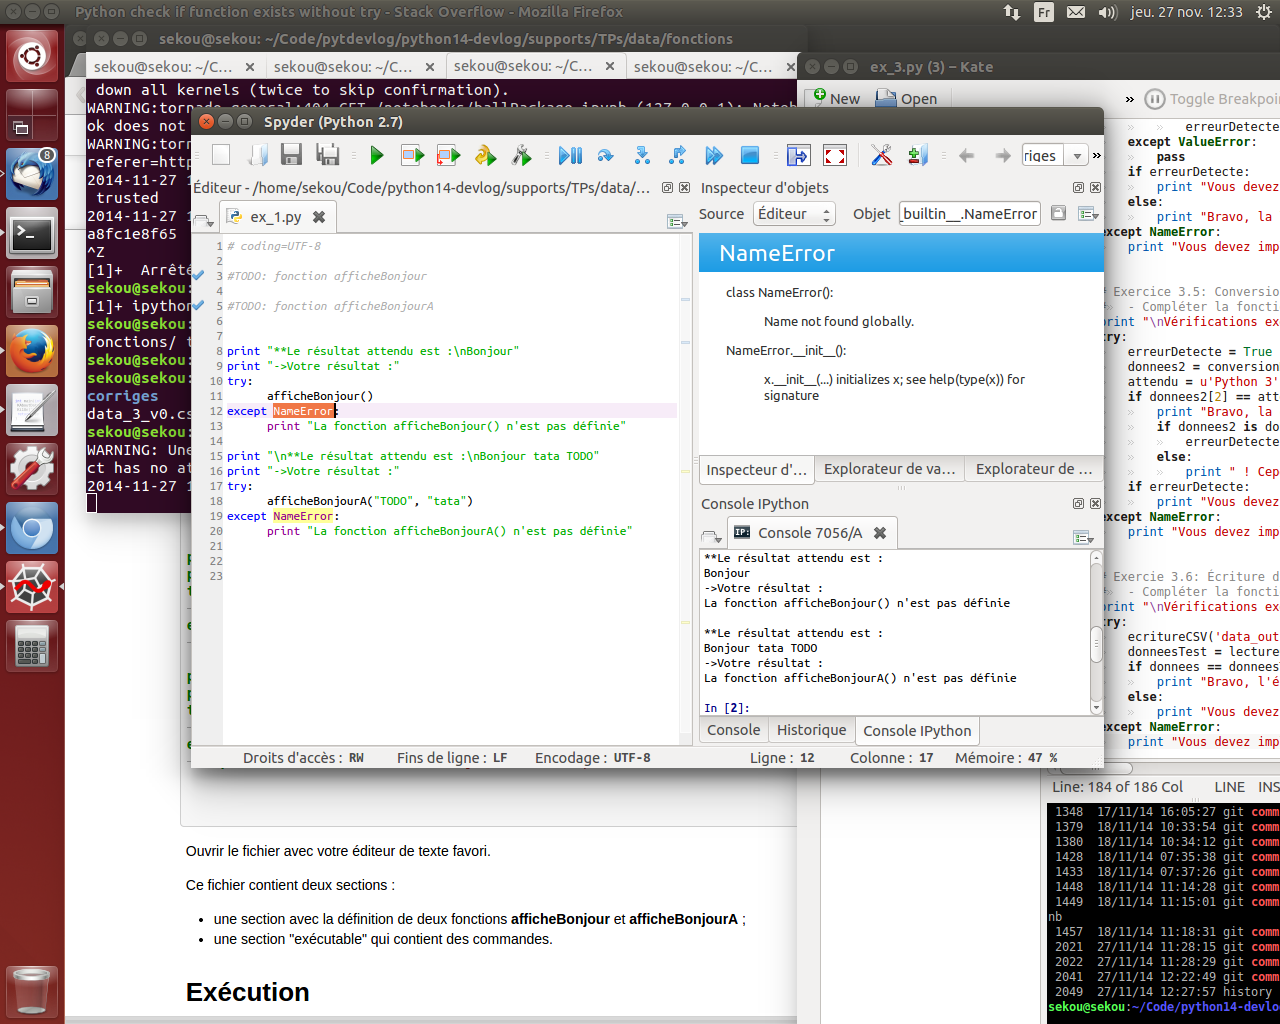 Python check if function exists without try - Stack Overflow - Mozilla Firefox
Fr
jeu. 27 nov. 12:33
sekou@sekou: ~/Code/pytdevlog/python14-devlog/supports/TPs/data/fonctions
sekou@sekou: ~/C...
sekou@sekou: ~/C...
sekou@sekou: ~/C...
sekou@sekou: ~/C...
down all kernels (twice to skip confirmation).
ok does not
WARNING:torn
referer=http
2014-11-27 1
trusted
2014-11-27 1
a8fc1e8f65
^Z
[1]+ Arrêté
sekou@sekou:
[1]+ ipython
sekou@sekou:
fonctions/ t
sekou@sekou:
sekou@sekou:
corriges
data_3_v0.cs
sekou@sekou:
WARNING: Une
ct has no at
2014-11-27 1
8
Spyder (Python 2.7)
riges
»
Éditeur - /home/sekou/Code/python14-devlog/supports/TPs/data/...
ex_1.py
1 # coding=UTF-8
2
3 #TODO: fonction afficheBonjour
4
5 #TODO: fonction afficheBonjourA
6
7
8 print "**Le résultat attendu est :\nBonjour"
9 print "->Votre résultat :"
10 try:
11 afficheBonjour()
12 except NameError:
13 print "La fonction afficheBonjour() n'est pas définie"
14
15 print "\n**Le résultat attendu est :\nBonjour tata TODO"
16 print "->Votre résultat :"
17 try:
18 afficheBonjourA("TODO", "tata")
19 except NameError:
20 print "La fonction afficheBonjourA() n'est pas définie"
21
22
23
Inspecteur d'objets
Source Éditeur Objet _builtin__.NameError
NameError
class NameError():
Name not found globally.
NameError.__init__():
x.__init__(...) initializes x; see help(type(x)) for
signature
Inspecteur d'... Explorateur de va... Explorateur de ...
Console IPython
IP: Console 7056/A
**Le résultat attendu est :
Bonjour
->Votre résultat :
La fonction afficheBonjour() n'est pas définie
**Le résultat attendu est :
Bonjour tata TODO
->Votre résultat :
La fonction afficheBonjourA() n'est pas définie
In [2]:
Console Historique Console IPython
Droits d'accès : RW Fins de ligne : LF Encodage : UTF-8 Ligne : 12 Colonne : 17 Mémoire : 47 %
ex_3.py (3) – Kate
New Open » Toggle Breakpoin
erreurDetecte
except ValueError:
pass
if erreurDetecte:
print "Vous devez
else:
print "Bravo, la
except NameError:
print "Vous devez imp
# Exercice 3.5: Conversion
- Compléter la fonctio
print "\nVérifications ex
try:
erreurDetecte = True
donnees2 = conversion
attendu = u'Python 3'
if donnees2[2] == att
print "Bravo, la
if donnees2 is do
erreurDetecte
else:
print " ! Cep
if erreurDetecte:
print "Vous devez
except NameError:
print "Vous devez imp
# Exercie 3.6: Écriture d
- Compléter la fonctio
print "\nVérifications ex
try:
ecritureCSV('data_out
donneesTest = lecture
if donnees == donnees
print "Bravo, l'é
else:
print "Vous devez
except NameError:
print "Vous devez imp
Line: 184 of 186 Col LINE INS
1348 17/11/14 16:05:27 git comm
1379 18/11/14 10:33:54 git comm
1380 18/11/14 10:34:12 git comm
1428 18/11/14 07:35:38 git comm
1433 18/11/14 07:37:26 git comm
1448 18/11/14 11:14:28 git comm
1449 18/11/14 11:15:01 git comm
nb
1457 18/11/14 11:18:31 git comm
2021 27/11/14 11:28:15 git comm
2022 27/11/14 11:28:29 git comm
2041 27/11/14 12:22:49 git comm
2049 27/11/14 12:27:57 history
sekou@sekou:~/Code/python14-devlo
Ouvrir le fichier avec votre éditeur de texte favori.
Ce fichier contient deux sections :
• une section avec la définition de deux fonctions afficheBonjour et afficheBonjourA ;
• une section "exécutable" qui contient des commandes.
Exécution